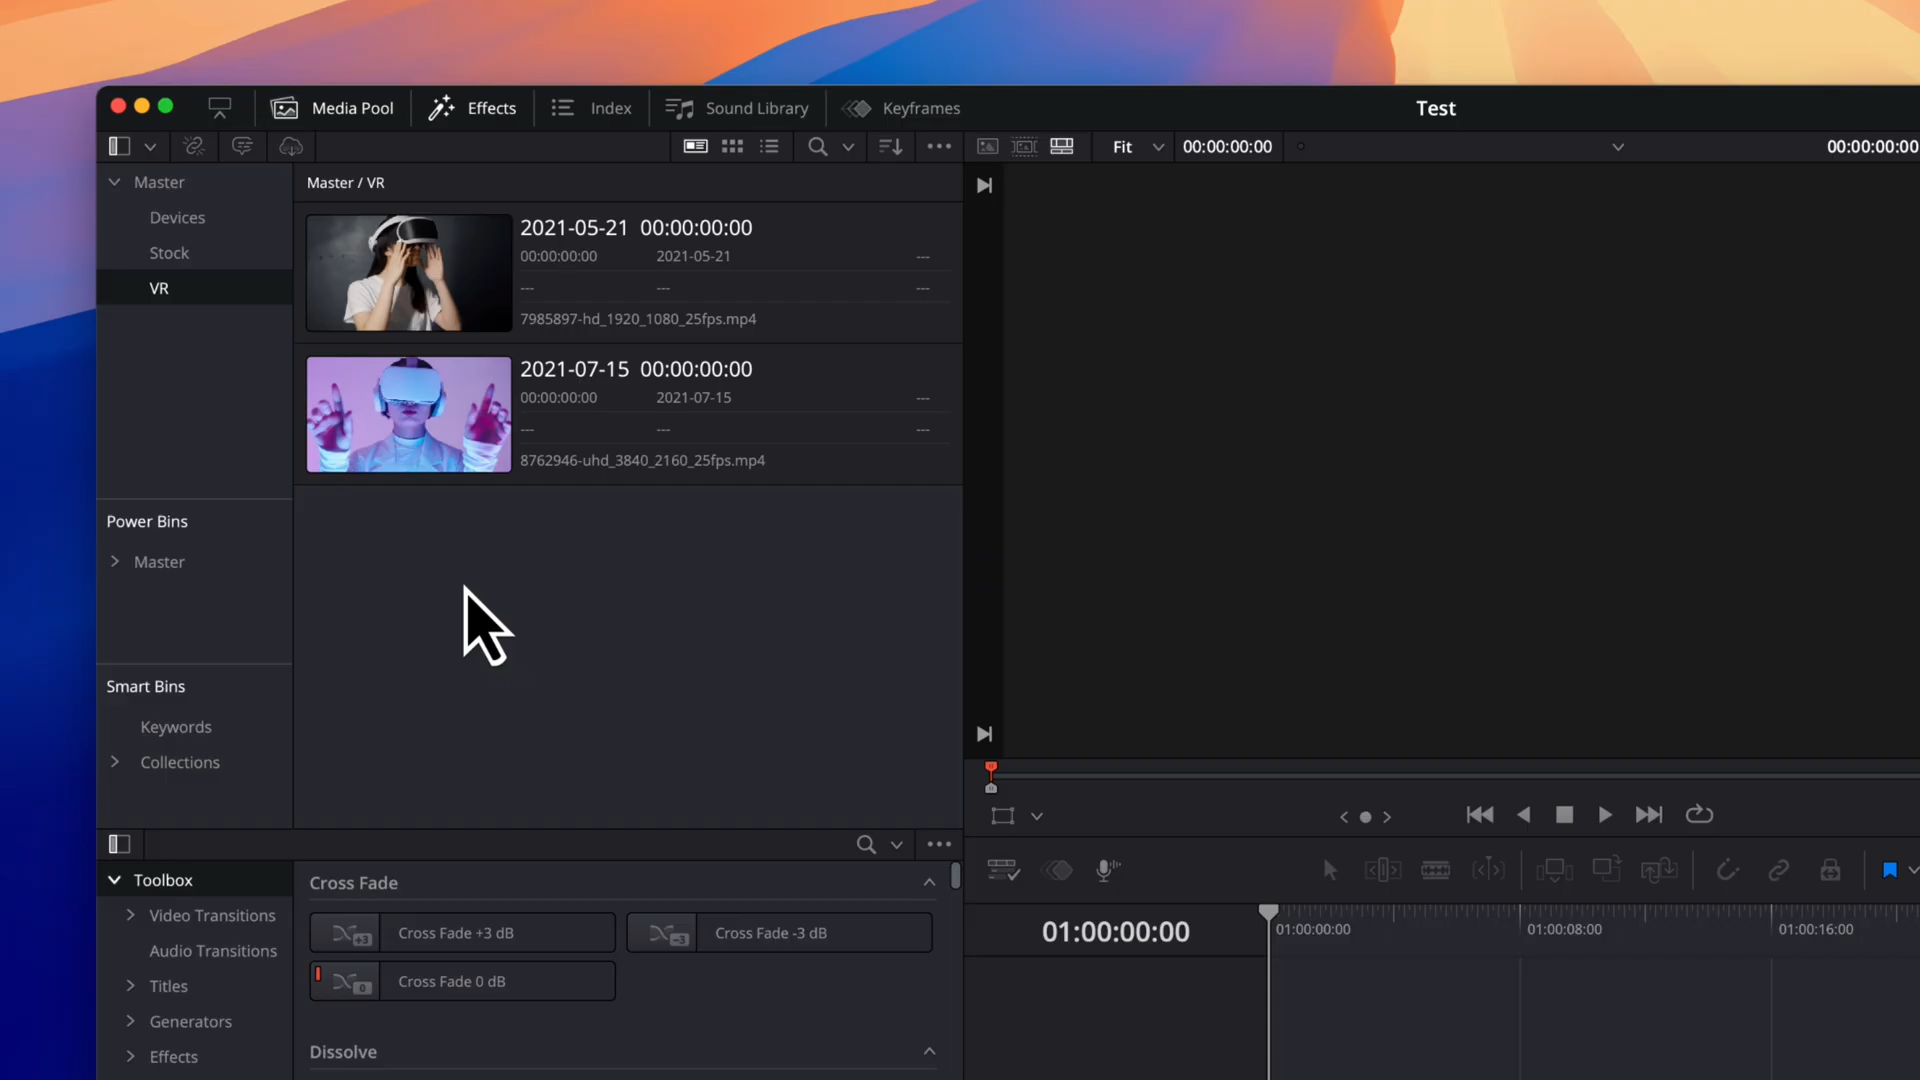 Media Pool
Effects
Index
Sound Library
Keyframes
Test
Fit
00:00:00:00
00:00:00:00
Master
Devices
Stock
VR
Master / VR
2021-05-21 00:00:00:00
00:00:00:00 2021-05-21 ---
--- --- ---
7985897-hd_1920_1080_25fps.mp4
2021-07-15 00:00:00:00
00:00:00:00 2021-07-15 ---
--- --- ---
8762946-uhd_3840_2160_25fps.mp4
Power Bins
Master
Smart Bins
Keywords
Collections
Toolbox
Video Transitions
Audio Transitions
Titles
Generators
Effects
Cross Fade
+3
Cross Fade +3 dB
-3
Cross Fade -3 dB
0
Cross Fade 0 dB
Dissolve
01:00:00:00
01:00:00:00
01:00:08:00
01:00:16:00